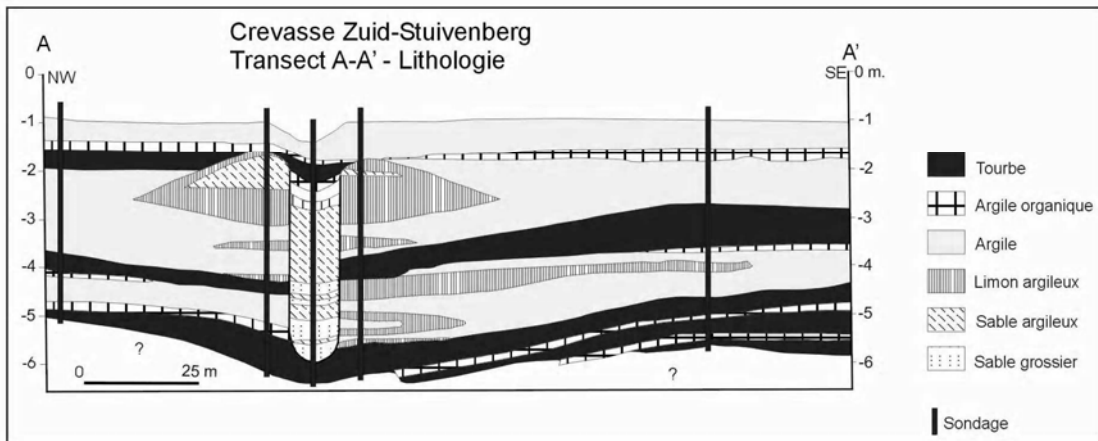 Crevasse Zuid-Stuivenberg
Transect A-A' - Lithologie
A
A'
0 NW
SE 0 m.
-1
-2
-3
-4
-5
-6
-1
-2
-3
-4
-5
-6
?
?
0 25 m
Tourbe
Argile organique
Argile
Limon argileux
Sable argileux
Sable grossier
Sondage